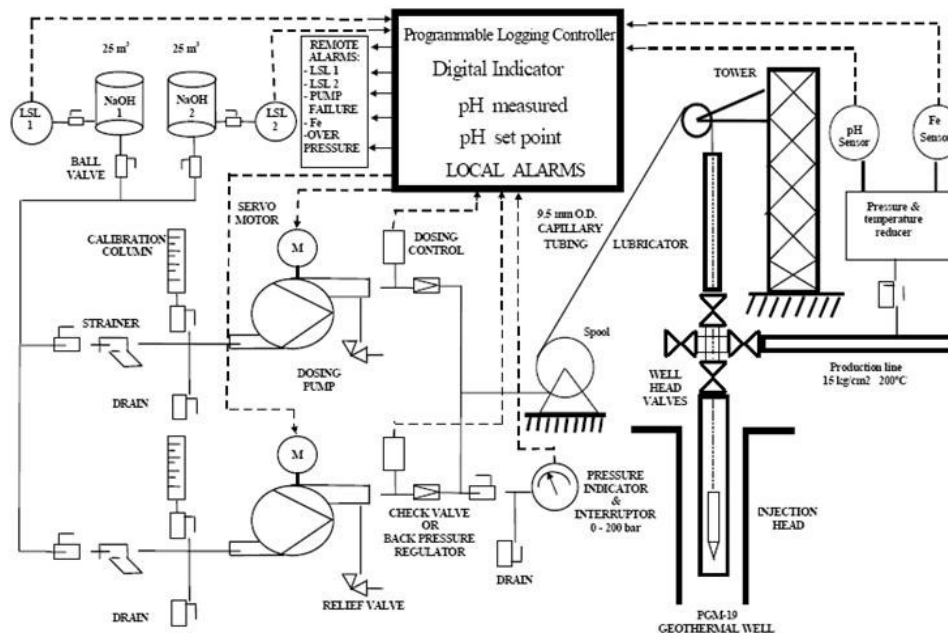 25 m³
25 m³
NaOH
1
NaOH
2
LSL
1
LSL
2
BALL
VALVE
REMOTE
ALARMS:
- LSL 1
- LSL 2
- PUMP
FAILURE
- Fe
-OVER
PRESSURE
Programmable Logging Controller
Digital Indicator
pH measured
pH set point
LOCAL ALARMS
TOWER
pH
Sensor
Fe
Sensor
Pressure &
temperature
reducer
SERVO
MOTOR
M
CALIBRATION
COLUMN
DOSING
CONTROL
9.5 mm O.D.
CAPILLARY
TUBING
LUBRICATOR
STRAINER
DOSING
PUMP
DRAIN
Spool
WELL
HEAD
VALVES
Production line
15 kg/cm2 200°C
M
CHECK VALVE
OR
BACK PRESSURE
REGULATOR
PRESSURE
INDICATOR
&
INTERRUPTOR
0 - 200 bar
INJECTION
HEAD
DRAIN
RELIEF VALVE
DRAIN
PGM-19
GEOTHERMAL WELL